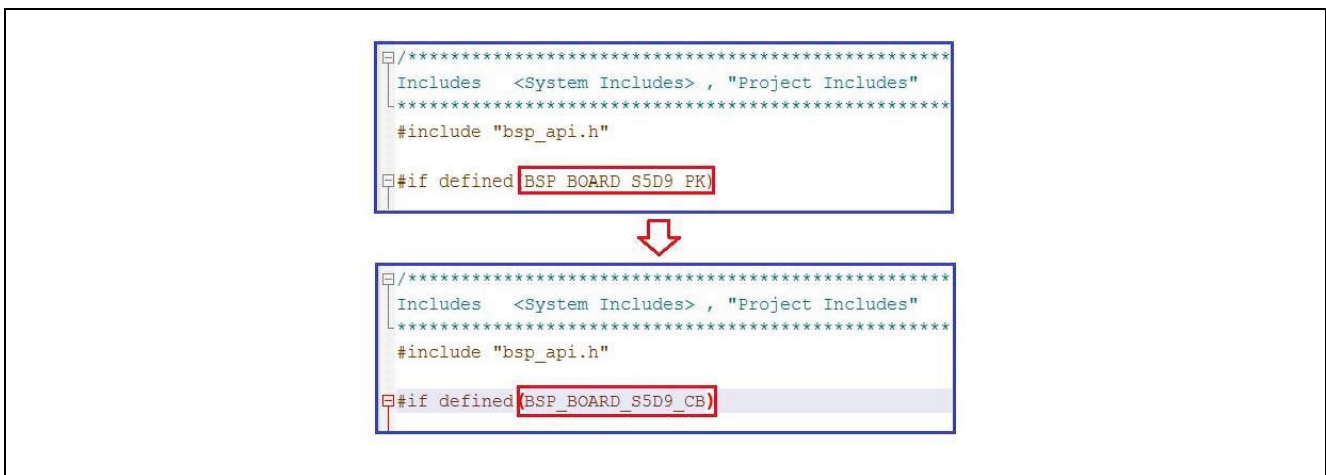 /****************************************************
Includes   <System Includes> , "Project Includes"
*****************************************************
#include "bsp_api.h"
#if defined(BSP_BOARD_S5D9_PK)
/****************************************************
Includes   <System Includes> , "Project Includes"
*****************************************************
#include "bsp_api.h"
#if defined(BSP_BOARD_S5D9_CB)